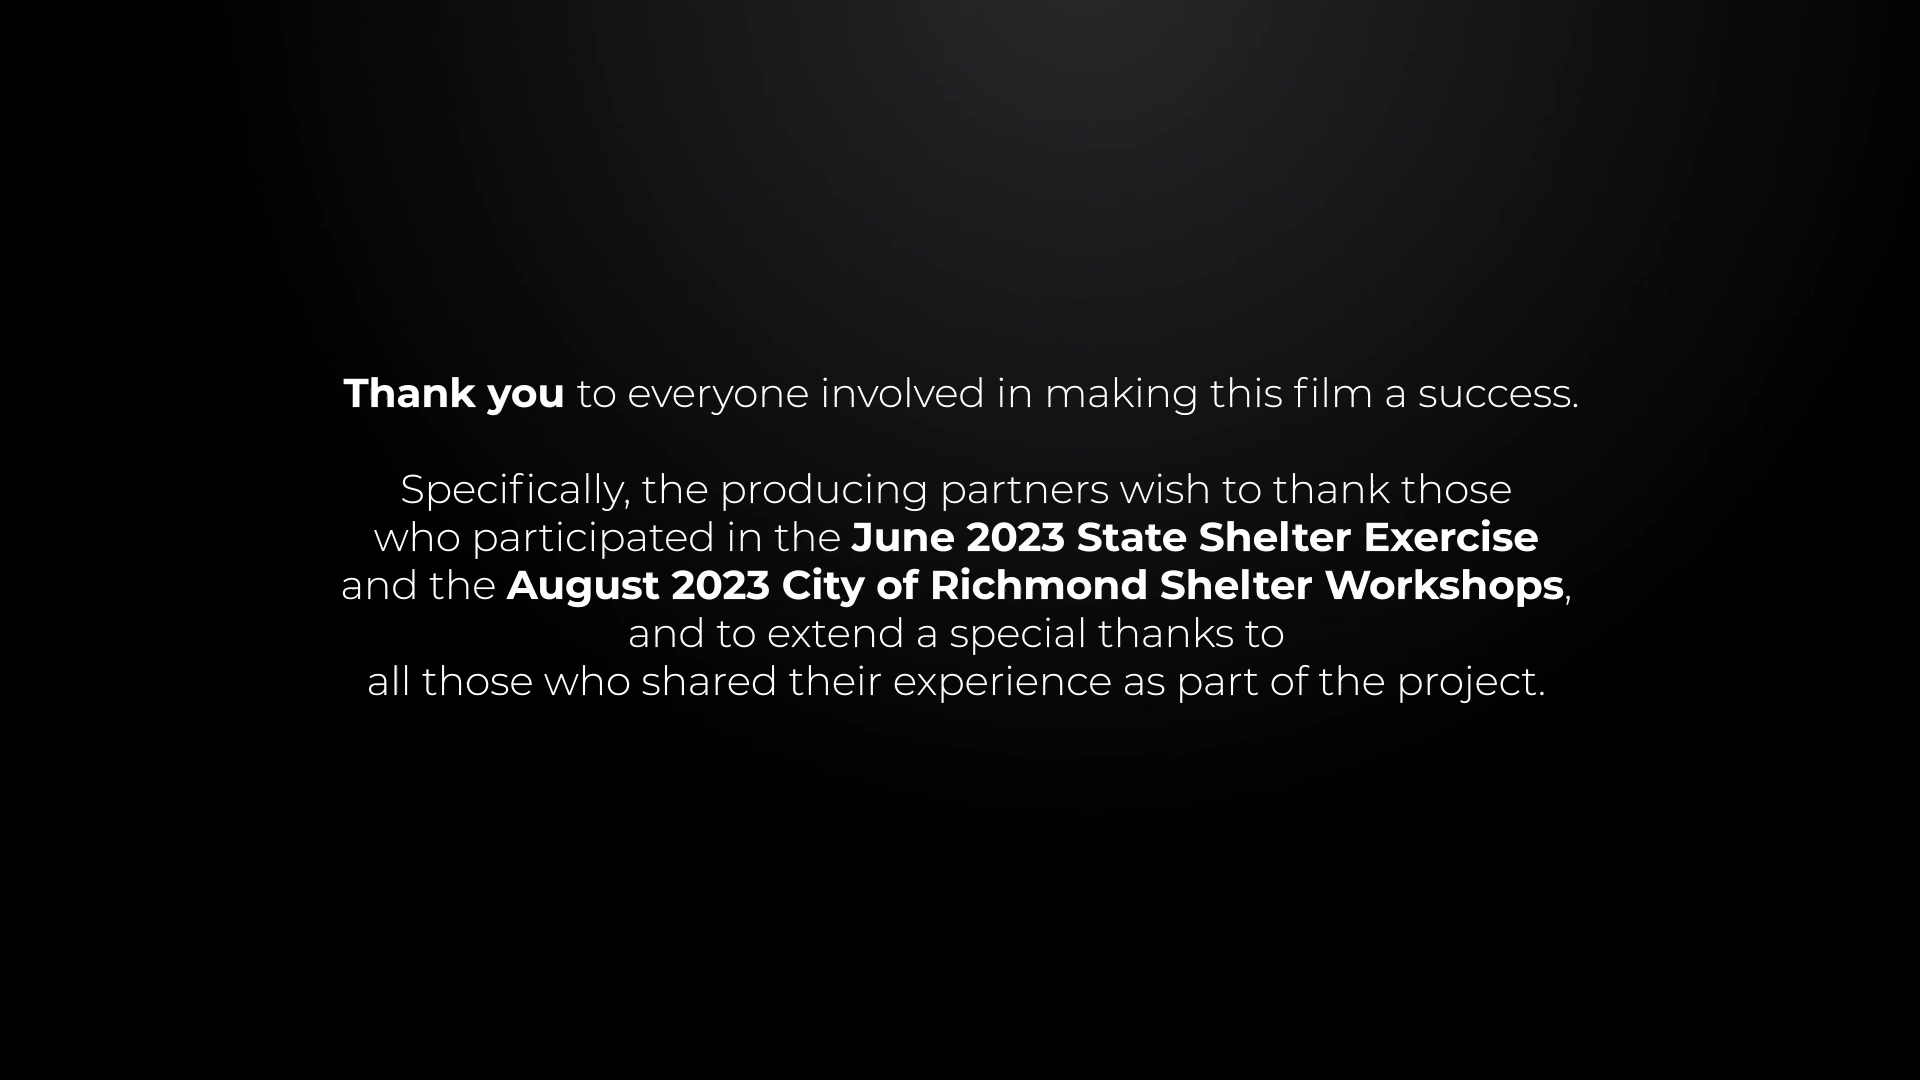 Thank you to everyone involved in making this film a success.
Specifically, the producing partners wish to thank those
who participated in the June 2023 State Shelter Exercise
and the August 2023 City of Richmond Shelter Workshops,
and to extend a special thanks to
all those who shared their experience as part of the project.